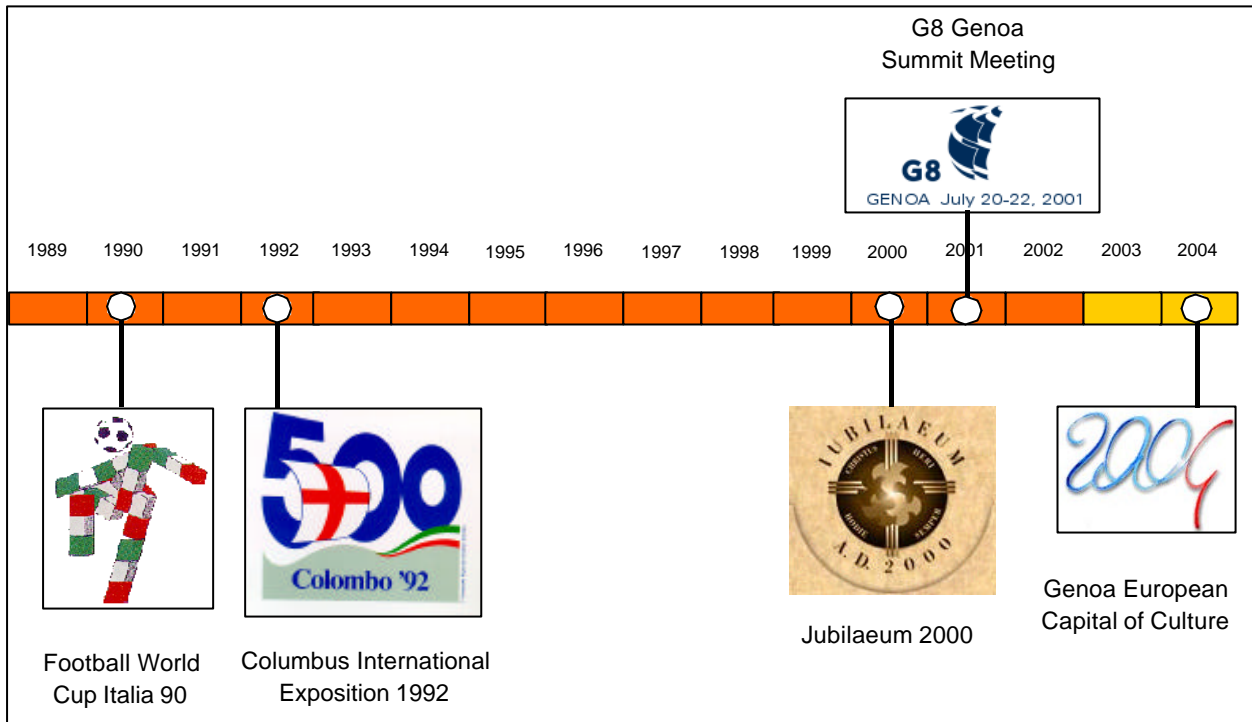 G8 Genoa
Summit Meeting
G8
GENOA July 20-22, 2001
1989 1990 1991 1992 1993 1994 1995 1996 1997 1998 1999 2000 2001 2002 2003 2004
500
Colombo '92
IUBILAEUM
CHRISTUS HERI
HODIE SEMPER
A.D. 2000
2004
Football World
Cup Italia 90
Columbus International
Exposition 1992
Jubilaeum 2000
Genoa European
Capital of Culture